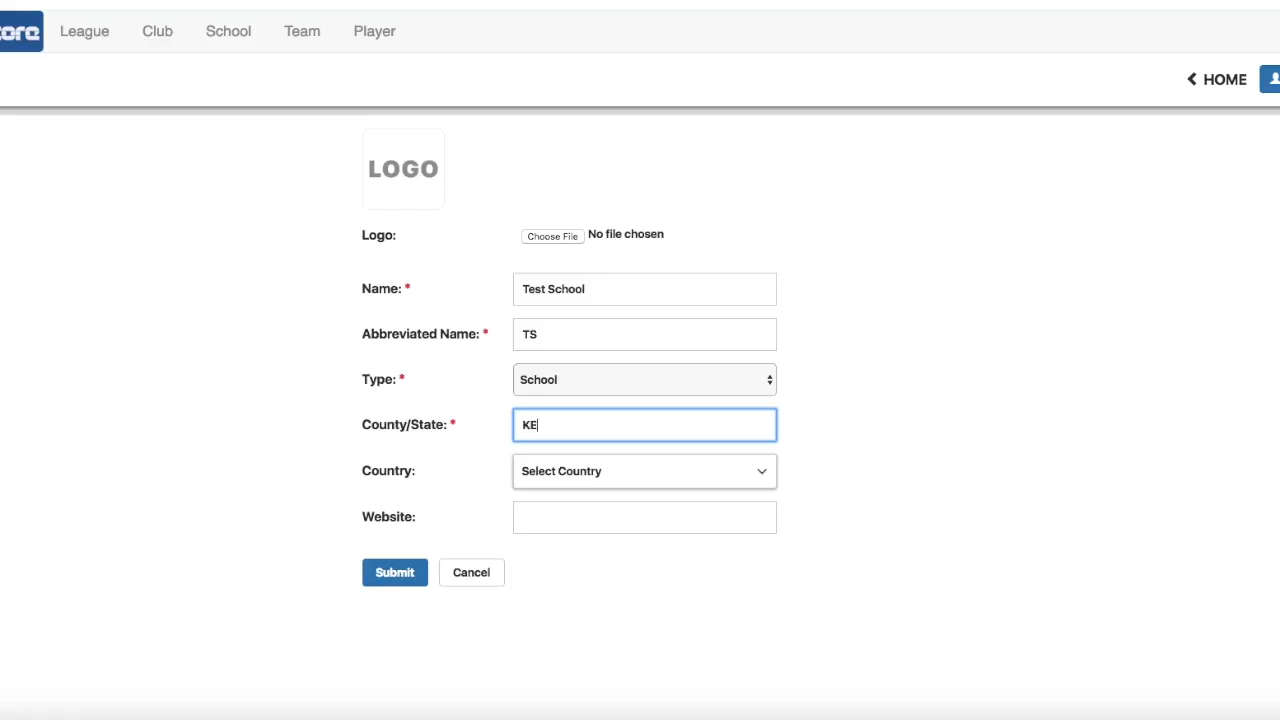 League Club School Team Player
HOME
LOGO
Logo: Choose File No file chosen
Name: * Test School
Abbreviated Name: * TS
Type: * School
County/State: * KE
Country: Select Country
Website:
Submit Cancel